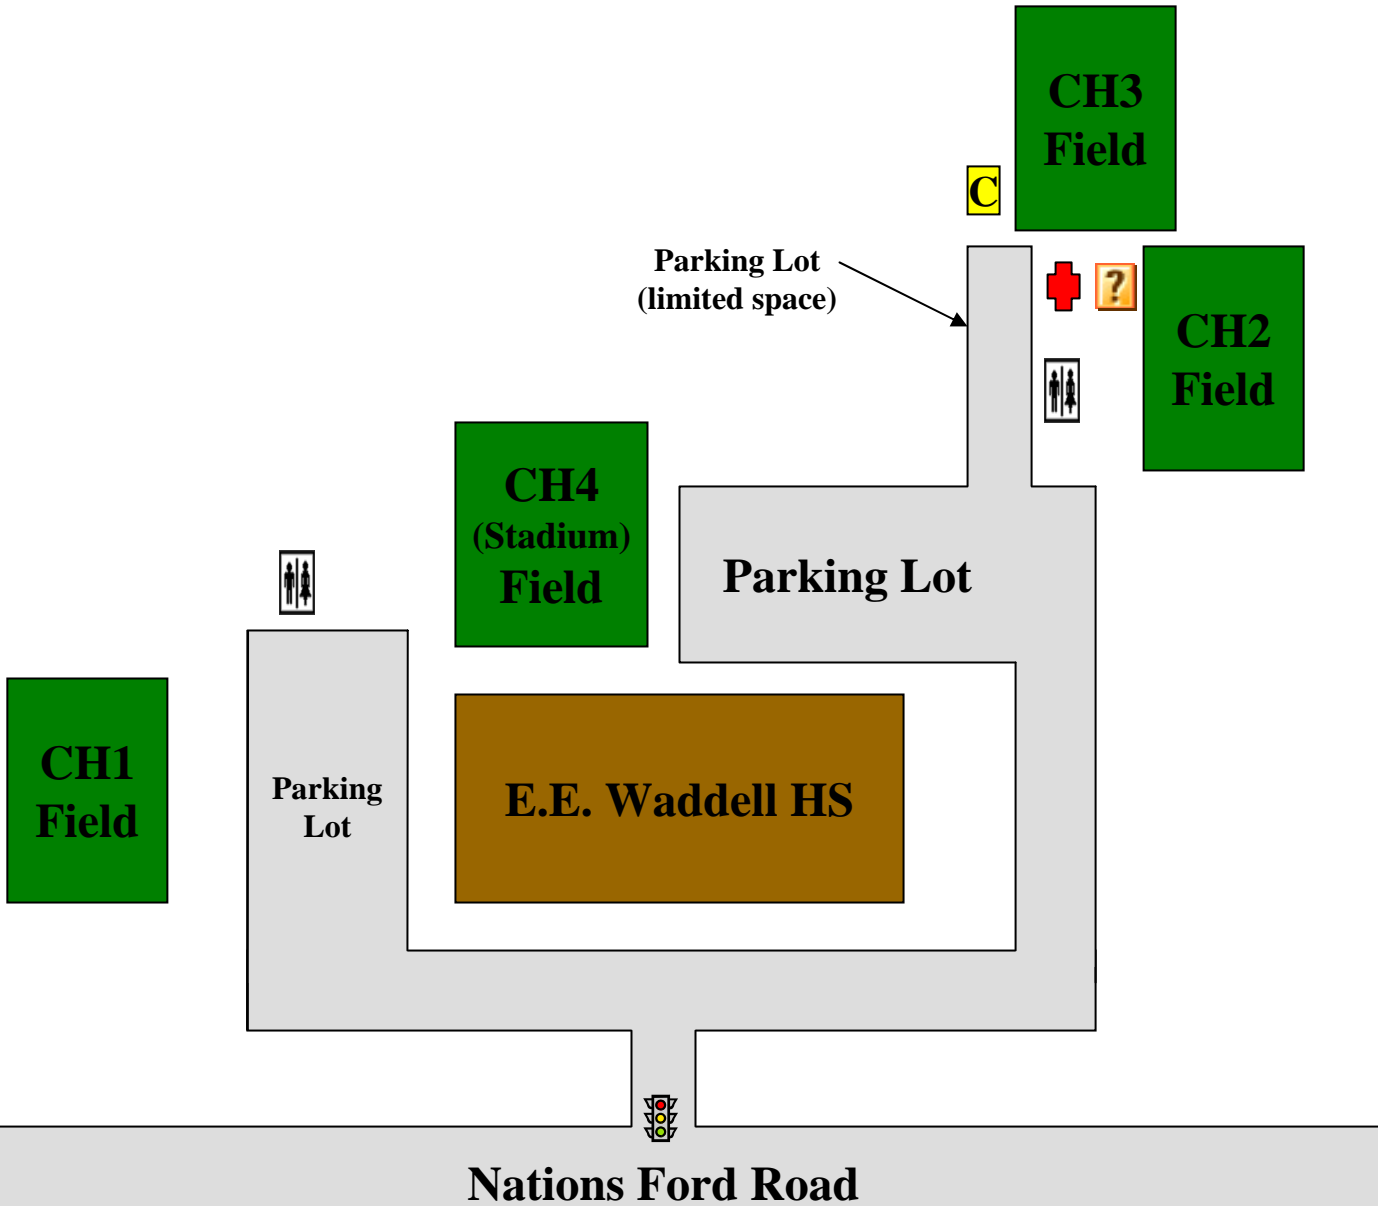 CH3
Field
C
Parking Lot
(limited space)
?
CH2
Field
CH4
(Stadium)
Field
Parking Lot
CH1
Field
Parking
Lot
E.E. Waddell HS
Nations Ford Road